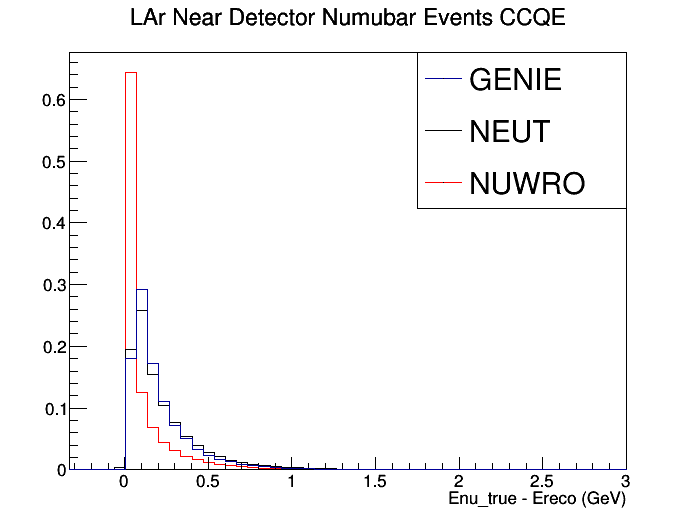 LAr Near Detector Numubar Events CCQE
GENIE
NEUT
NUWRO
0.6
0.5
0.4
0.3
0.2
0.1
0
0 0.5 1 1.5 2 2.5 3
Enu_true - Ereco (GeV)